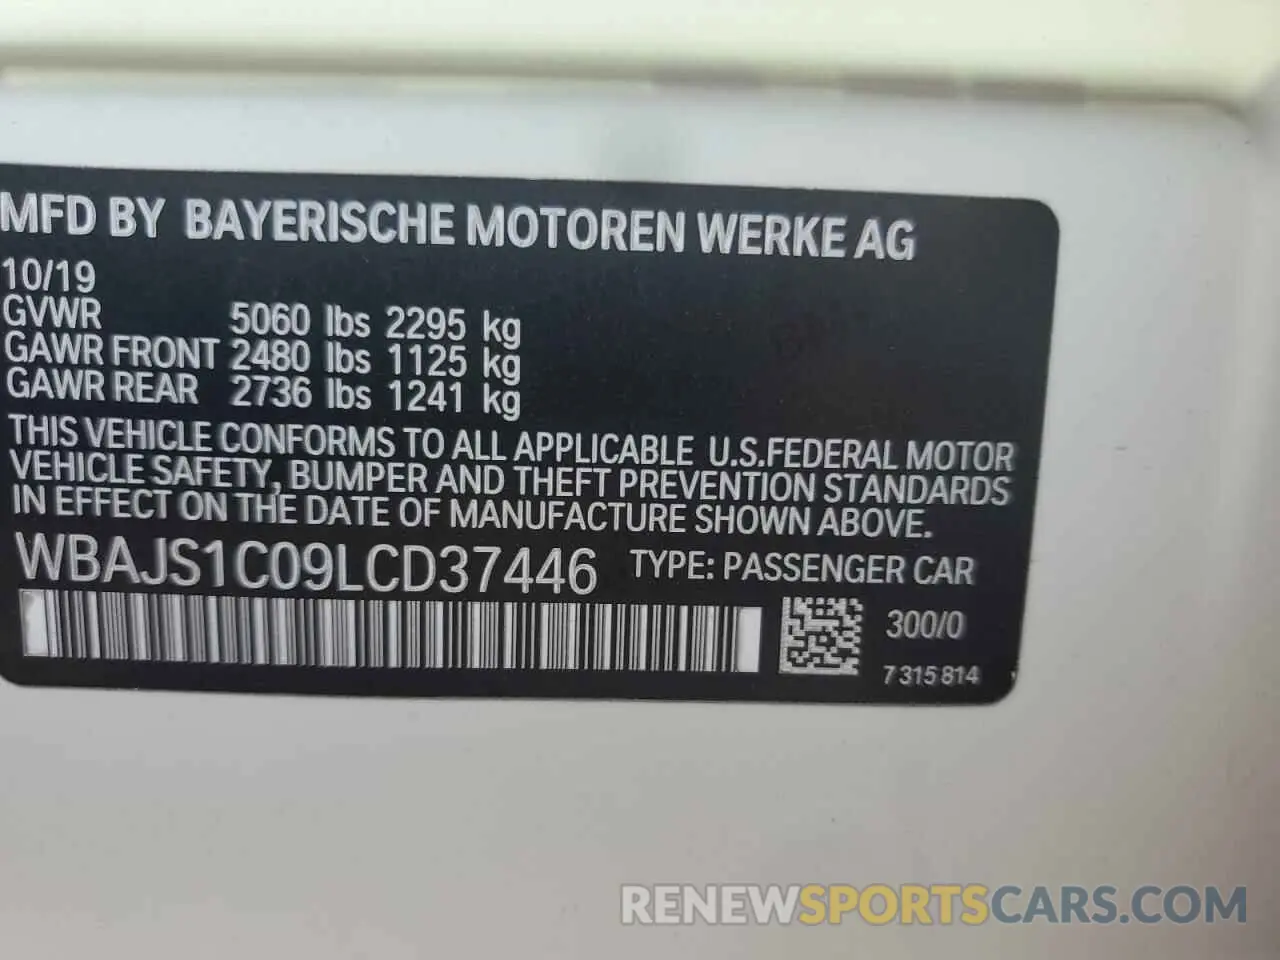 MFD BY BAYERISCHE MOTOREN WERKE AG
10/19
GVWR 5060 lbs 2295 kg
GAWR FRONT 2480 lbs 1125 kg
GAWR REAR 2736 lbs 1241 kg
THIS VEHICLE CONFORMS TO ALL APPLICABLE U.S.FEDERAL MOTOR
VEHICLE SAFETY, BUMPER AND THEFT PREVENTION STANDARDS
IN EFFECT ON THE DATE OF MANUFACTURE SHOWN ABOVE.
WBAJS1C09LCD37446 TYPE: PASSENGER CAR
300/0
7 315 814
RENEWSPORTSCARS.COM